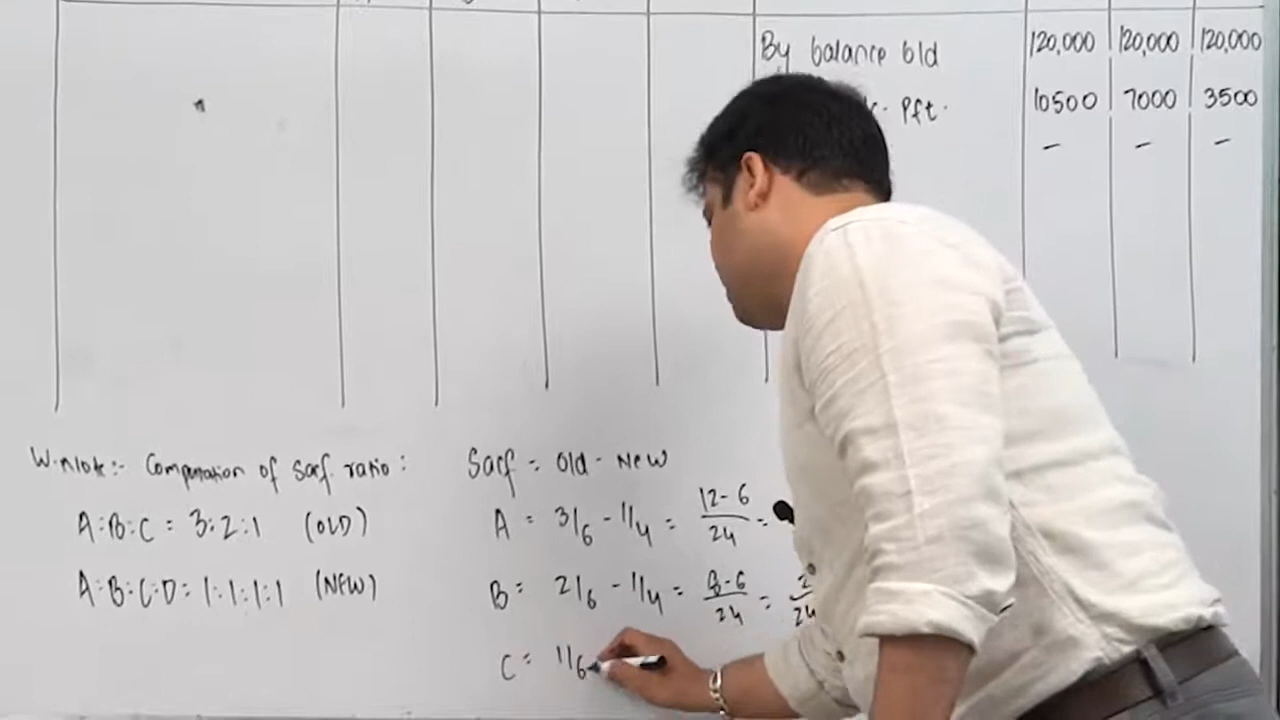 By balance b/d 120,000 120,000 120,000
Pft. 10500 7000 3500
- - -
W.Note:- Computation of Sacf. ratio: Sacf = Old - New
A:B:C = 3:2:1 (OLD) A = 3/6 - 1/4 = 12-6/24 =
A:B:C:D = 1:1:1:1 (NEW) B = 2/6 - 1/4 = 8-6/24 = 2/24
C = 1/6